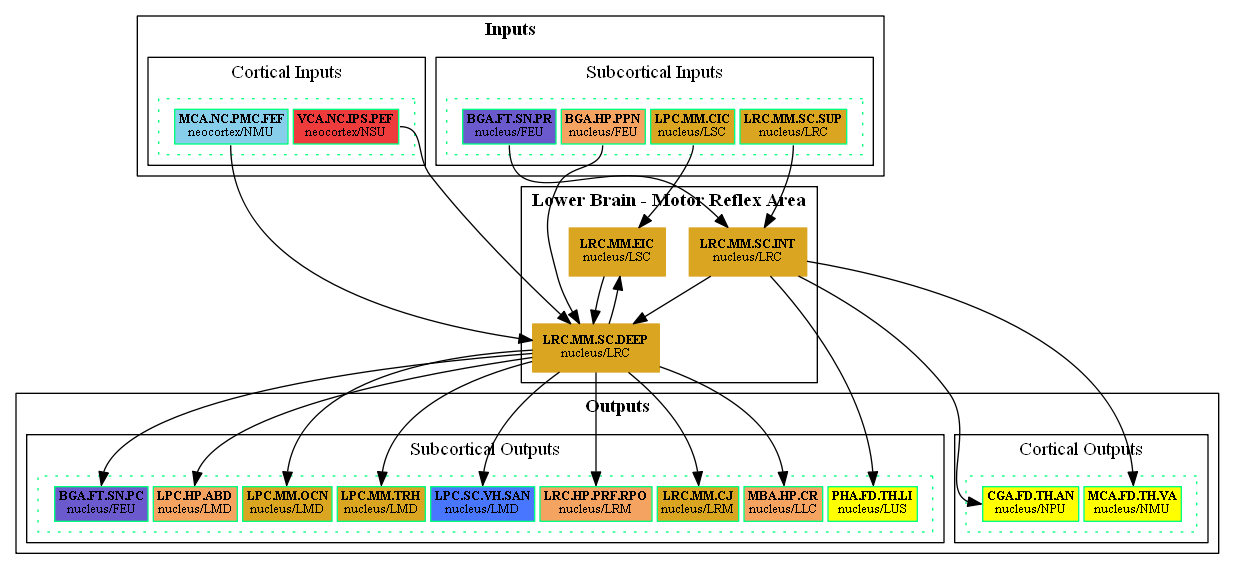 Inputs
Cortical Inputs
Subcortical Inputs
MCA.NC.PMC.FEF
neocortex/NMU
VCA.NC.IPS.PEF
neocortex/NSU
BGA.FT.SN.PR
nucleus/FEU
BGA.HP.PPN
nucleus/FEU
LPC.MM.CIC
nucleus/LSC
LRC.MM.SC.SUP
nucleus/LRC
Lower Brain - Motor Reflex Area
LRC.MM.EIC
nucleus/LSC
LRC.MM.SC.INT
nucleus/LRC
LRC.MM.SC.DEEP
nucleus/LRC
Outputs
Subcortical Outputs
Cortical Outputs
BGA.FT.SN.PC
nucleus/FEU
LPC.HP.ABD
nucleus/LMD
LPC.MM.OCN
nucleus/LMD
LPC.MM.TRH
nucleus/LMD
LPC.SC.VH.SAN
nucleus/LMD
LRC.HP.PRF.RPO
nucleus/LRM
LRC.MM.CJ
nucleus/LRM
MBA.HP.CR
nucleus/LLC
PHA.FD.TH.LI
nucleus/LUS
CGA.FD.TH.AN
nucleus/NPU
MCA.FD.TH.VA
nucleus/NMU